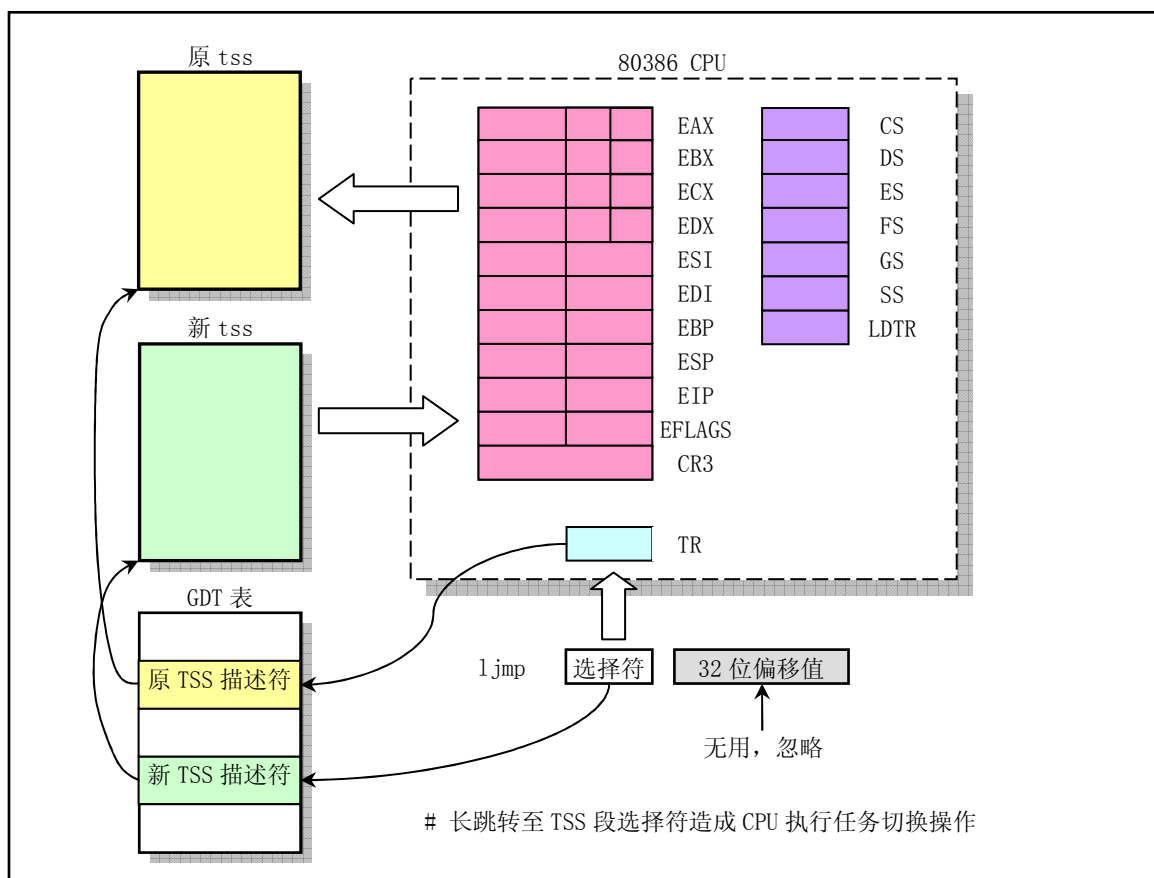 原 tss
80386 CPU
EAX
EBX
ECX
EDX
ESI
EDI
EBP
ESP
EIP
EFLAGS
CR3
CS
DS
ES
FS
GS
SS
LDTR
新 tss
TR
GDT 表
原 TSS 描述符
新 TSS 描述符
ljmp 选择符 32 位偏移值
无用，忽略
# 长跳转至 TSS 段选择符造成 CPU 执行任务切换操作